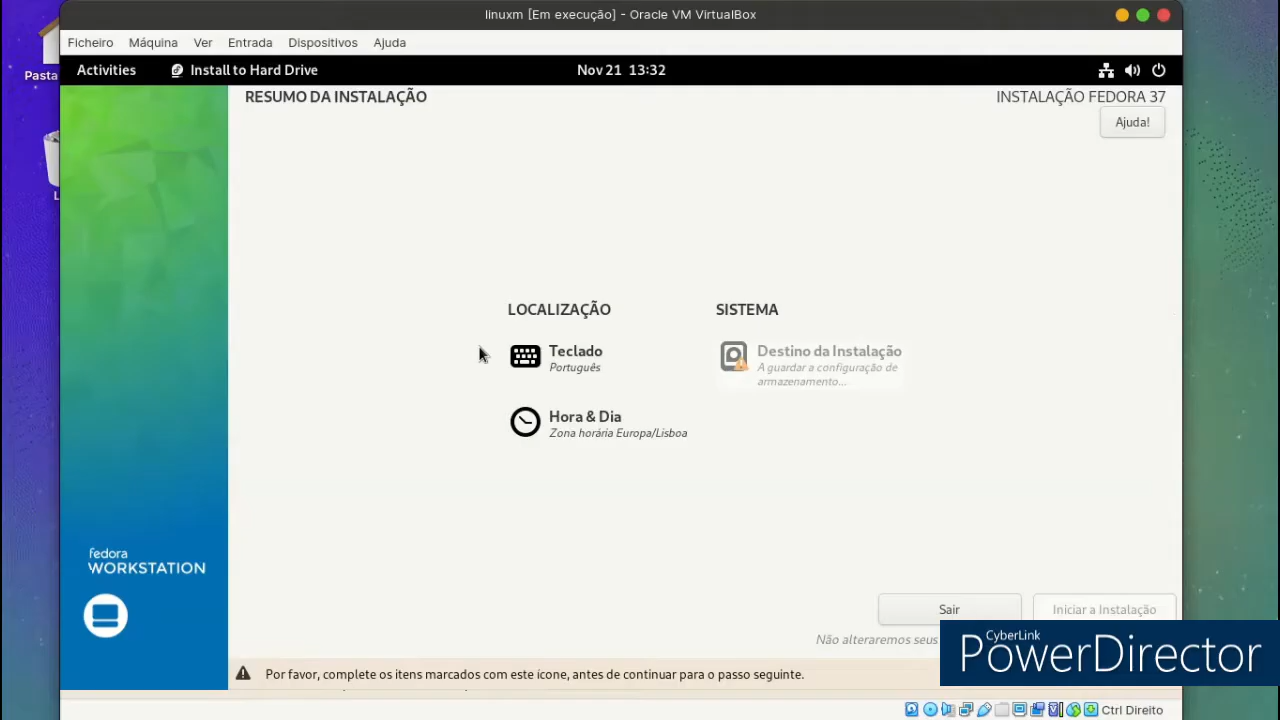 linuxm [Em execução] - Oracle VM VirtualBox
Ficheiro Máquina Ver Entrada Dispositivos Ajuda
Pasta
Activities Install to Hard Drive Nov 21 13:32
RESUMO DA INSTALAÇÃO INSTALAÇÃO FEDORA 37
Ajuda!
LOCALIZAÇÃO SISTEMA
Teclado Destino da Instalação
Português A guardar a configuração de
armazenamento...
Hora & Dia
Zona horária Europa/Lisboa
fedora
WORKSTATION
Sair Iniciar a Instalação
Não alteraremos seus
CyberLink
PowerDirector
Por favor, complete os itens marcados com este ícone, antes de continuar para o passo seguinte.
Ctrl Direito